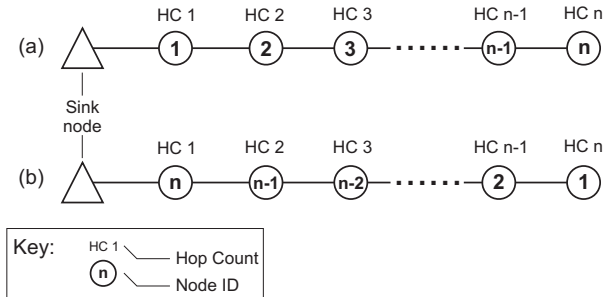 HC 1 HC 2 HC 3 HC n-1 HC n
(a) 1 2 3 ...... n-1 n
Sink
node
HC 1 HC 2 HC 3 HC n-1 HC n
(b) n n-1 n-2 ...... 2 1
Key:
HC 1 Hop Count
n Node ID